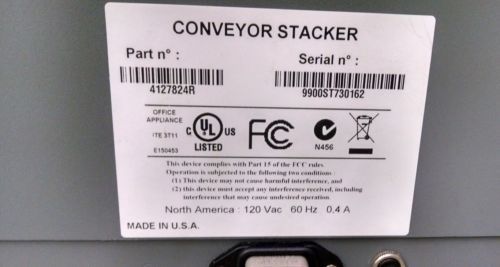 CONVEYOR STACKER
Part n° : Serial n° :
4127824R 9900ST730162
OFFICE
APPLIANCE
ITE 3T11
E150453
C UL US
LISTED
FC
N456
This device complies with Part 15 of the FCC rules.
Operation is subjected to the following two conditions :
(1) This device may not cause harmful interference, and
(2) this device must accept any interference received, including
interference that may cause undesired operation.
North America : 120 Vac 60 Hz 0,4 A
MADE IN U.S.A.